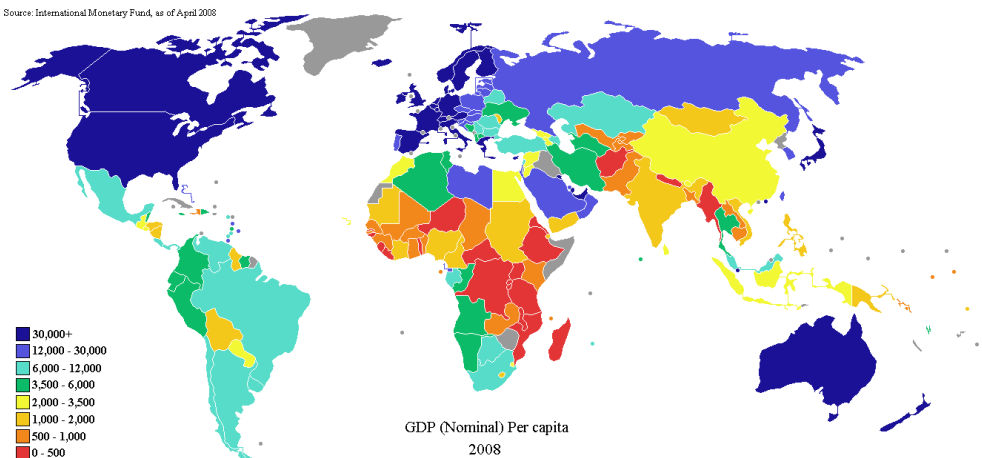 Source: International Monetary Fund, as of April 2008
30,000+
12,000 - 30,000
6,000 - 12,000
3,500 - 6,000
2,000 - 3,500
1,000 - 2,000
500 - 1,000
0 - 500
GDP (Nominal) Per capita
2008